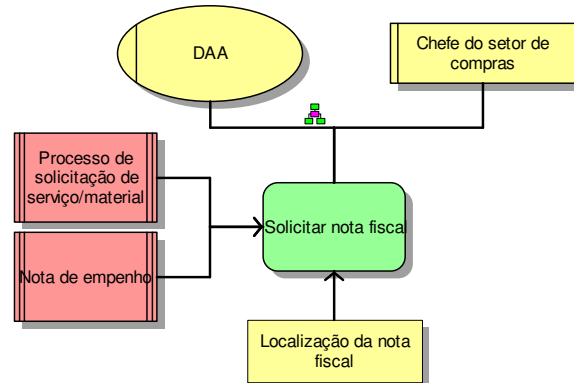 DAA
Chefe do setor de
compras
Processo de
solicitação de
serviço/material
Solicitar nota fiscal
Nota de empenho
Localização da nota
fiscal